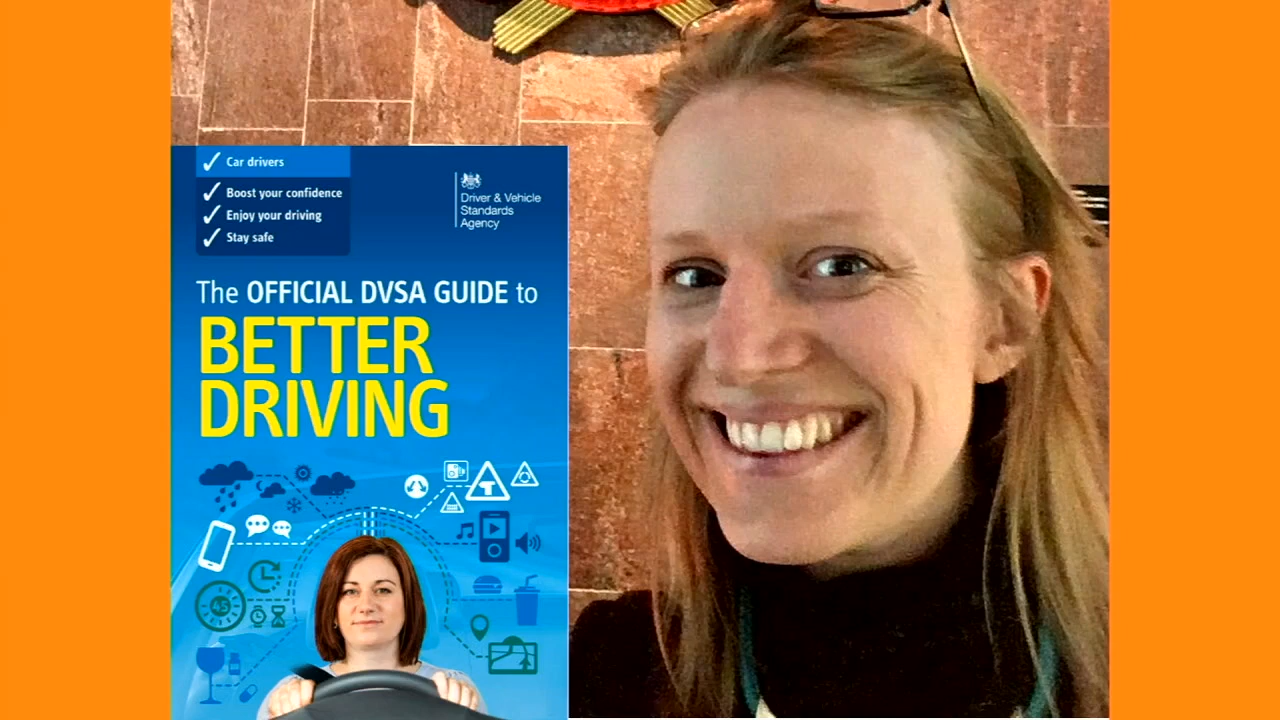 Car drivers
Boost your confidence
Enjoy your driving
Stay safe
Driver & Vehicle
Standards
Agency
The OFFICIAL DVSA GUIDE to
BETTER
DRIVING
45